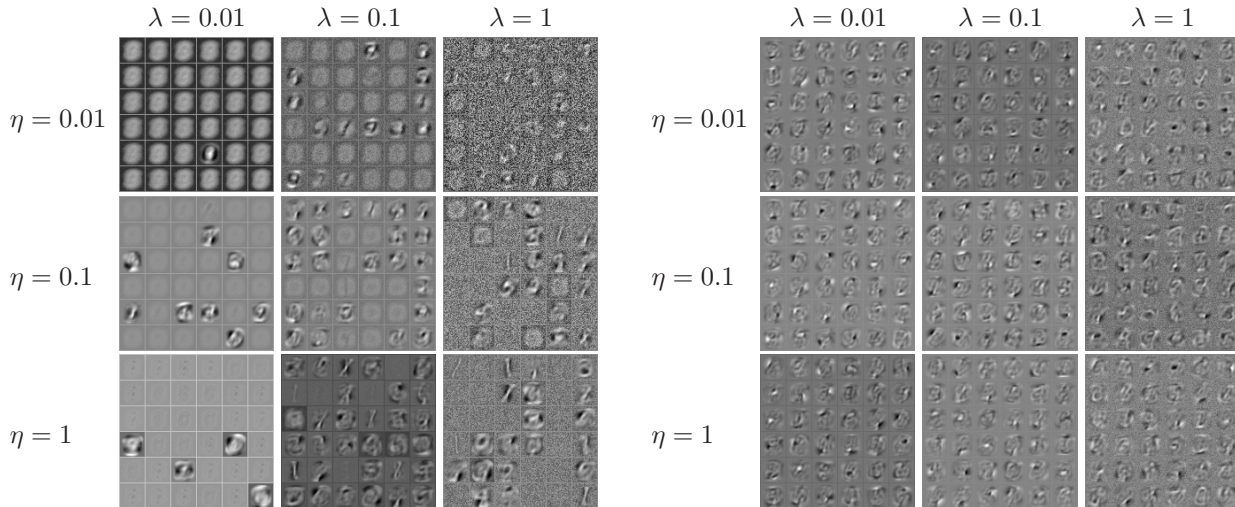 λ = 0.01 λ = 0.1 λ = 1 λ = 0.01 λ = 0.1 λ = 1
η = 0.01 η = 0.01
η = 0.1 η = 0.1
η = 1 η = 1